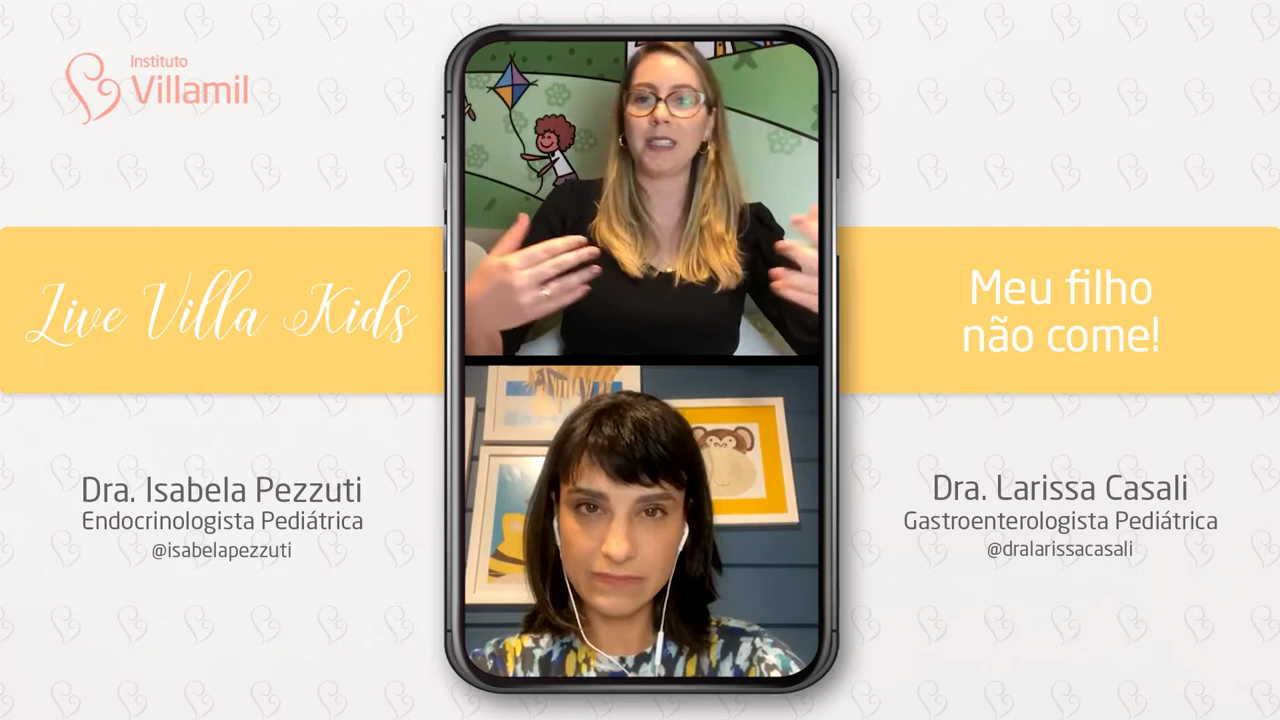 Instituto
Villamil
Live Villa Kids
Meu filho
não come!
Dra. Isabela Pezzuti
Endocrinologista Pediátrica
@isabelapezzuti
Dra. Larissa Casali
Gastroenterologista Pediátrica
@dralarissacasali